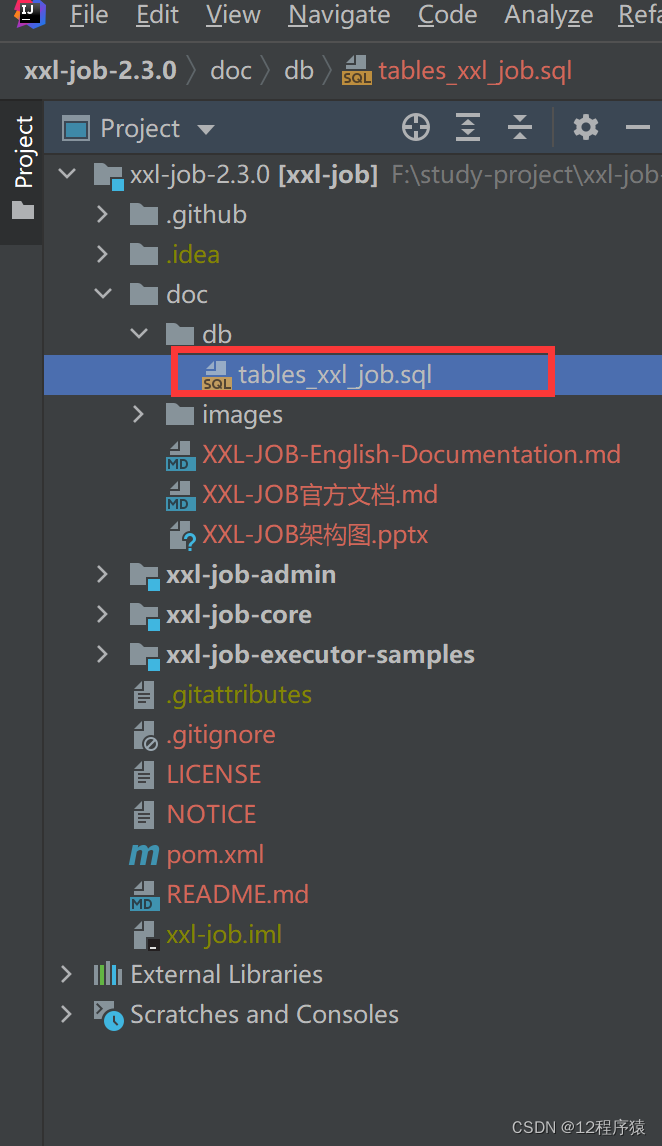 File Edit View Navigate Code Analyze Refa
xxl-job-2.3.0 doc db tables_xxl_job.sql
Project
Project
xxl-job-2.3.0 [xxl-job] F:\study-project\xxl-job-
.github
.idea
doc
db
tables_xxl_job.sql
images
XXL-JOB-English-Documentation.md
XXL-JOB官方文档.md
XXL-JOB架构图.pptx
xxl-job-admin
xxl-job-core
xxl-job-executor-samples
.gitattributes
.gitignore
LICENSE
NOTICE
pom.xml
README.md
xxl-job.iml
External Libraries
Scratches and Consoles
CSDN @12程序猿